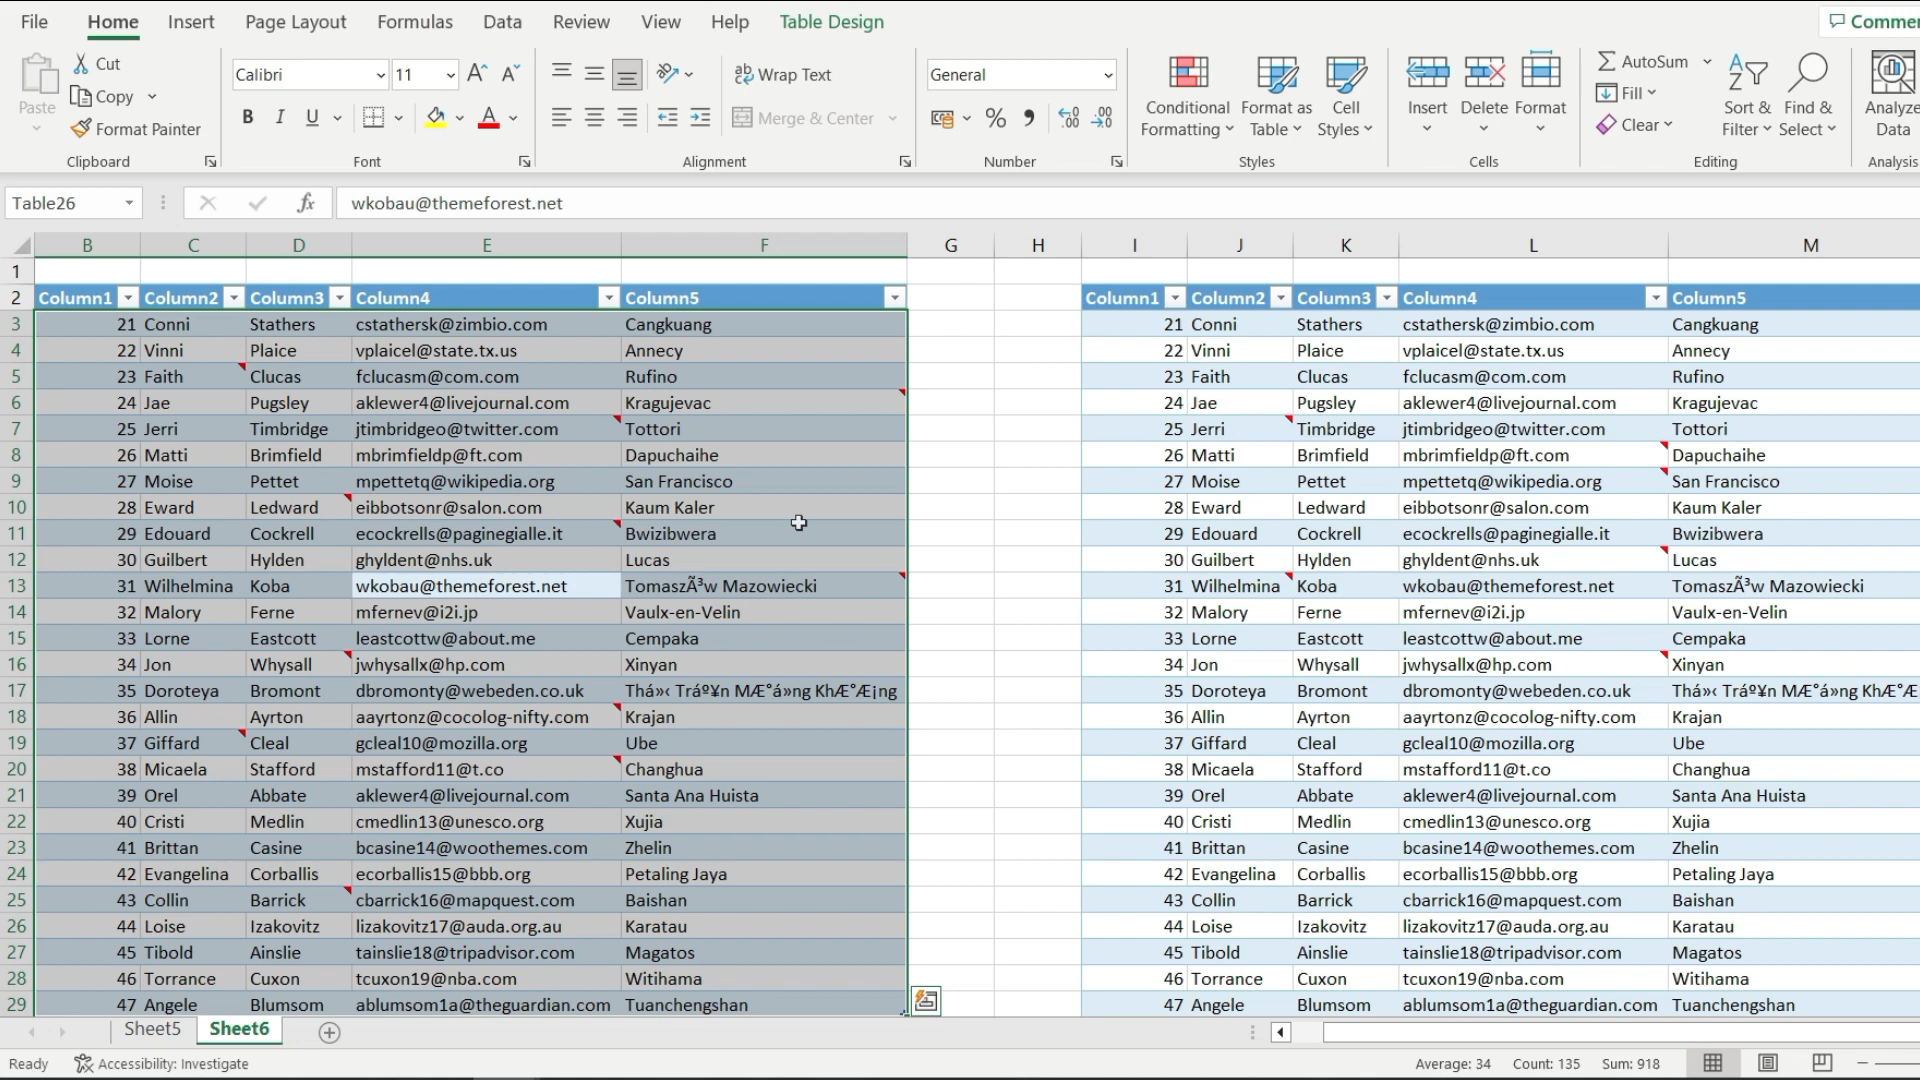 File Home Insert Page Layout Formulas Data Review View Help Table Design
Paste Cut Copy Format Painter Clipboard
Calibri 11 B I U Font
Wrap Text Merge & Center Alignment
General Number
Conditional Formatting Format as Table Cell Styles Styles
Insert Delete Format Cells
AutoSum Fill Clear Sort & Filter Find & Select Editing
Analyze Data Analysis
Table26 fx wkobau@themeforest.net
B C D E F G H I J K L M
1
2 Column1 Column2 Column3 Column4 Column5 Column1 Column2 Column3 Column4 Column5
3 21 Conni Stathers cstathersk@zimbio.com Cangkuang 21 Conni Stathers cstathersk@zimbio.com Cangkuang
4 22 Vinni Plaice vplaicel@state.tx.us Annecy 22 Vinni Plaice vplaicel@state.tx.us Annecy
5 23 Faith Clucas fclucasm@com.com Rufino 23 Faith Clucas fclucasm@com.com Rufino
6 24 Jae Pugsley aklewer4@livejournal.com Kragujevac 24 Jae Pugsley aklewer4@livejournal.com Kragujevac
7 25 Jerri Timbridge jtimbridgeo@twitter.com Tottori 25 Jerri Timbridge jtimbridgeo@twitter.com Tottori
8 26 Matti Brimfield mbrimfieldp@ft.com Dapuchaihe 26 Matti Brimfield mbrimfieldp@ft.com Dapuchaihe
9 27 Moise Pettet mpettetq@wikipedia.org San Francisco 27 Moise Pettet mpettetq@wikipedia.org San Francisco
10 28 Eward Ledward eibbotsonr@salon.com Kaum Kaler 28 Eward Ledward eibbotsonr@salon.com Kaum Kaler
11 29 Edouard Cockrell ecockrells@paginegialle.it Bwizibwera 29 Edouard Cockrell ecockrells@paginegialle.it Bwizibwera
12 30 Guilbert Hylden ghyldent@nhs.uk Lucas 30 Guilbert Hylden ghyldent@nhs.uk Lucas
13 31 Wilhelmina Koba wkobau@themeforest.net TomaszÃ³w Mazowiecki 31 Wilhelmina Koba wkobau@themeforest.net TomaszÃ³w Mazowiecki
14 32 Malory Ferne mfernev@i2i.jp Vaulx-en-Velin 32 Malory Ferne mfernev@i2i.jp Vaulx-en-Velin
15 33 Lorne Eastcott leastcottw@about.me Cempaka 33 Lorne Eastcott leastcottw@about.me Cempaka
16 34 Jon Whysall jwhysallx@hp.com Xinyan 34 Jon Whysall jwhysallx@hp.com Xinyan
17 35 Doroteya Bromont dbromonty@webeden.co.uk Thá»‹ Tráº¥n MÆ°á»ng KhÆ°Æ¡ng 35 Doroteya Bromont dbromonty@webeden.co.uk Thá»‹ Tráº¥n MÆ°á»ng KhÆ°Æ
18 36 Allin Ayrton aayrtonz@cocolog-nifty.com Krajan 36 Allin Ayrton aayrtonz@cocolog-nifty.com Krajan
19 37 Giffard Cleal gcleal10@mozilla.org Ube 37 Giffard Cleal gcleal10@mozilla.org Ube
20 38 Micaela Stafford mstafford11@t.co Changhua 38 Micaela Stafford mstafford11@t.co Changhua
21 39 Orel Abbate aklewer4@livejournal.com Santa Ana Huista 39 Orel Abbate aklewer4@livejournal.com Santa Ana Huista
22 40 Cristi Medlin cmedlin13@unesco.org Xujia 40 Cristi Medlin cmedlin13@unesco.org Xujia
23 41 Brittan Casine bcasine14@woothemes.com Zhelin 41 Brittan Casine bcasine14@woothemes.com Zhelin
24 42 Evangelina Corballis ecorballis15@bbb.org Petaling Jaya 42 Evangelina Corballis ecorballis15@bbb.org Petaling Jaya
25 43 Collin Barrick cbarrick16@mapquest.com Baishan 43 Collin Barrick cbarrick16@mapquest.com Baishan
26 44 Loise Izakovitz lizakovitz17@auda.org.au Karatau 44 Loise Izakovitz lizakovitz17@auda.org.au Karatau
27 45 Tibold Ainslie tainslie18@tripadvisor.com Magatos 45 Tibold Ainslie tainslie18@tripadvisor.com Magatos
28 46 Torrance Cuxon tcuxon19@nba.com Witihama 46 Torrance Cuxon tcuxon19@nba.com Witihama
29 47 Angele Blumsom ablumsom1a@theguardian.com Tuanchengshan 47 Angele Blumsom ablumsom1a@theguardian.com Tuanchengshan
Sheet5 Sheet6
Ready Accessibility: Investigate Average: 34 Count: 135 Sum: 918